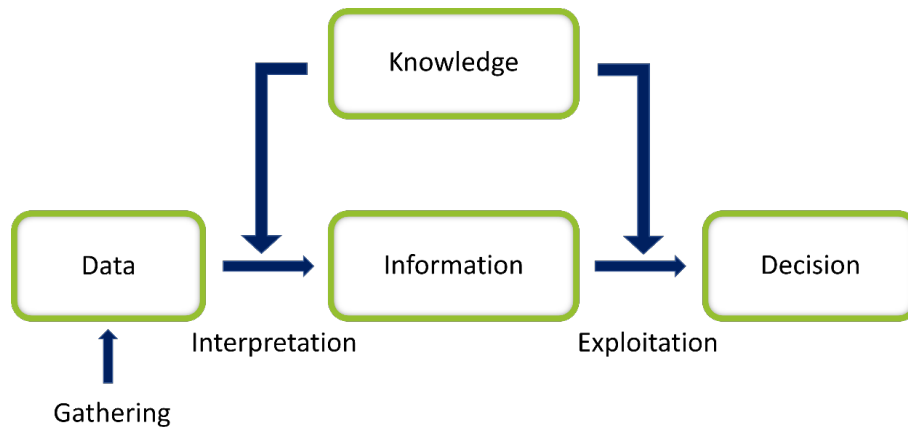 Knowledge
Data
Information
Decision
Interpretation
Exploitation
Gathering